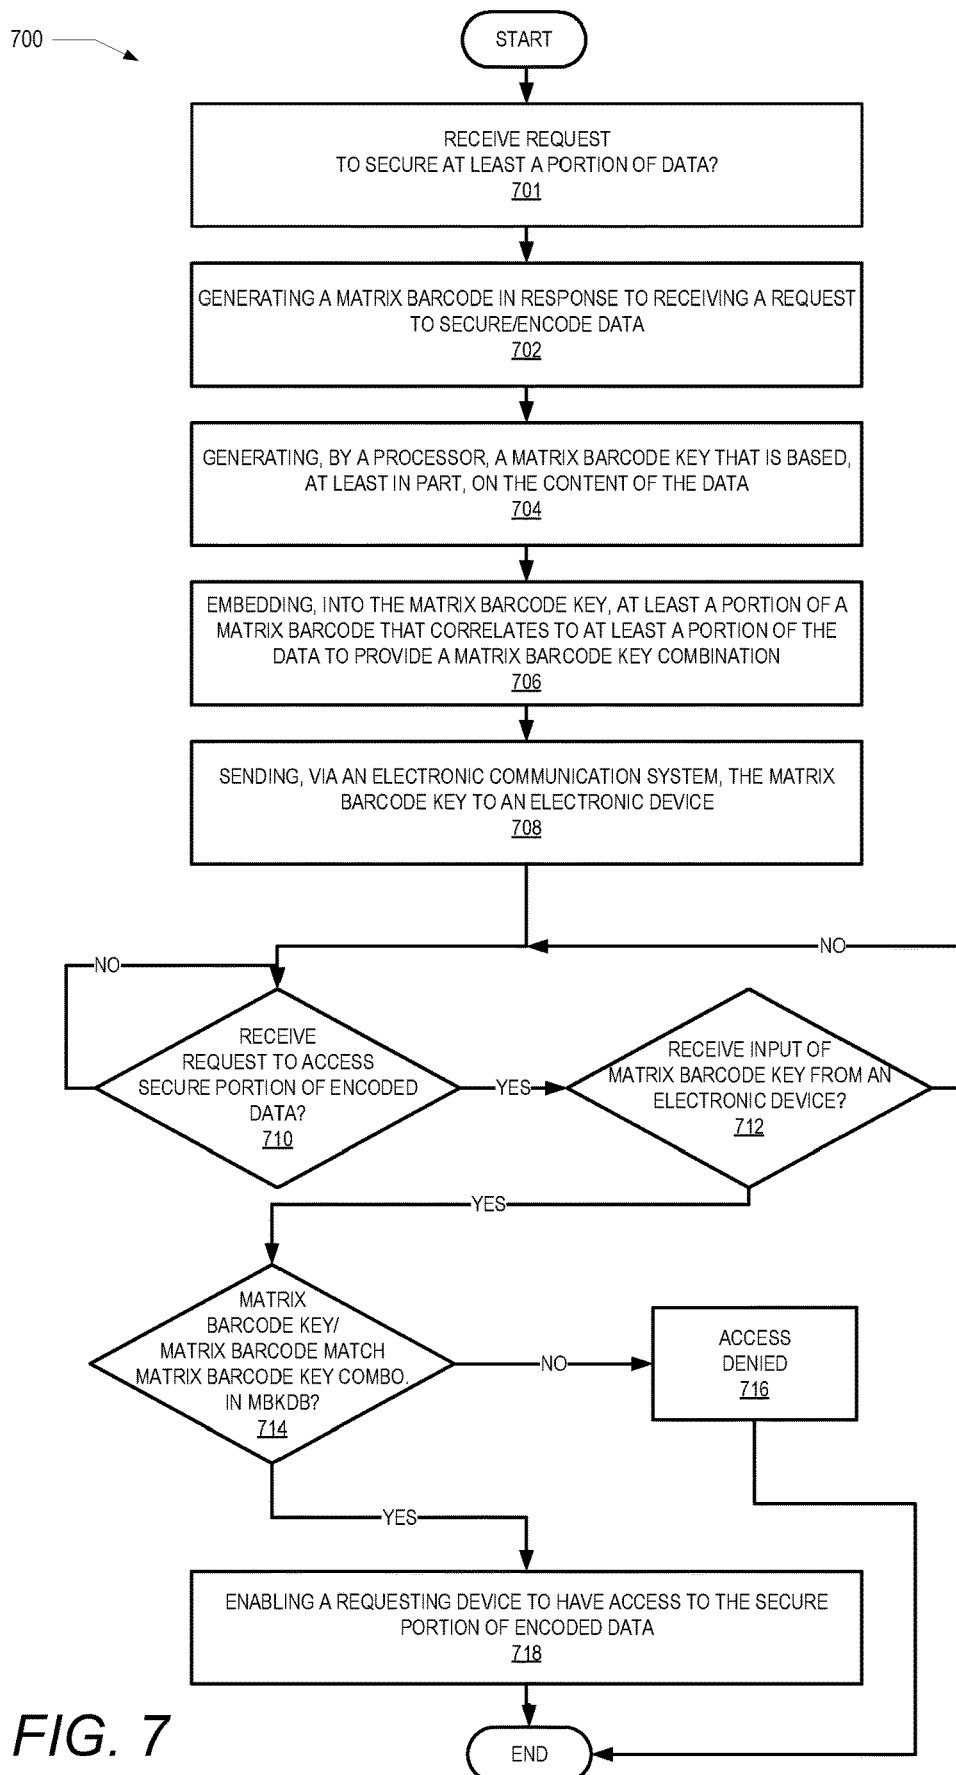 700
START
RECEIVE REQUEST
TO SECURE AT LEAST A PORTION OF DATA?
701
GENERATING A MATRIX BARCODE IN RESPONSE TO RECEIVING A REQUEST
TO SECURE/ENCODE DATA
702
GENERATING, BY A PROCESSOR, A MATRIX BARCODE KEY THAT IS BASED,
AT LEAST IN PART, ON THE CONTENT OF THE DATA
704
EMBEDDING, INTO THE MATRIX BARCODE KEY, AT LEAST A PORTION OF A
MATRIX BARCODE THAT CORRELATES TO AT LEAST A PORTION OF THE
DATA TO PROVIDE A MATRIX BARCODE KEY COMBINATION
706
SENDING, VIA AN ELECTRONIC COMMUNICATION SYSTEM, THE MATRIX
BARCODE KEY TO AN ELECTRONIC DEVICE
708
NO
NO
RECEIVE
REQUEST TO ACCESS
SECURE PORTION OF ENCODED
DATA?
710
YES
RECEIVE INPUT OF
MATRIX BARCODE KEY FROM AN
ELECTRONIC DEVICE?
712
YES
MATRIX
BARCODE KEY/
MATRIX BARCODE MATCH
MATRIX BARCODE KEY COMBO.
IN MBKDB?
714
NO
ACCESS
DENIED
716
YES
ENABLING A REQUESTING DEVICE TO HAVE ACCESS TO THE SECURE
PORTION OF ENCODED DATA
718
END
FIG. 7